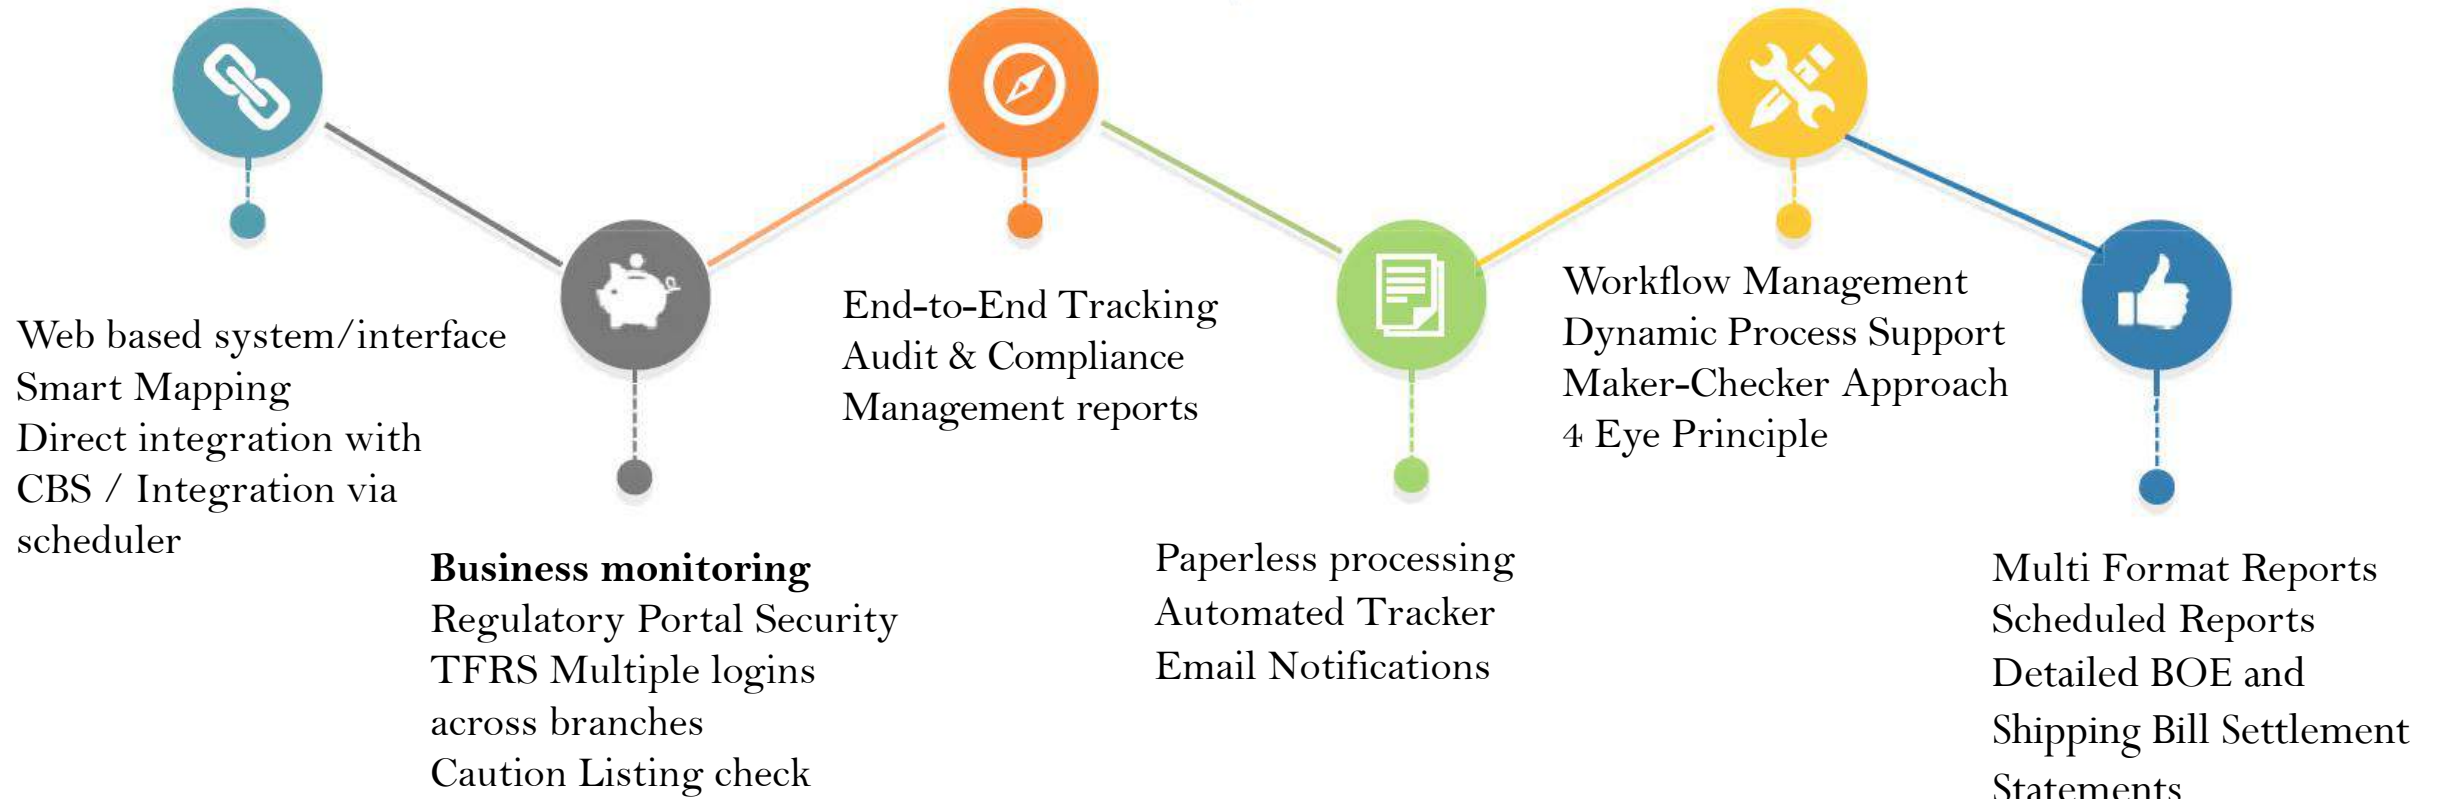 Web based system/interface
Smart Mapping
Direct integration with
CBS / Integration via
scheduler
Business monitoring
Regulatory Portal Security
TFRS Multiple logins
across branches
Caution Listing check
End-to-End Tracking
Audit & Compliance
Management reports
Paperless processing
Automated Tracker
Email Notifications
Workflow Management
Dynamic Process Support
Maker-Checker Approach
4 Eye Principle
Multi Format Reports
Scheduled Reports
Detailed BOE and
Shipping Bill Settlement
Statements